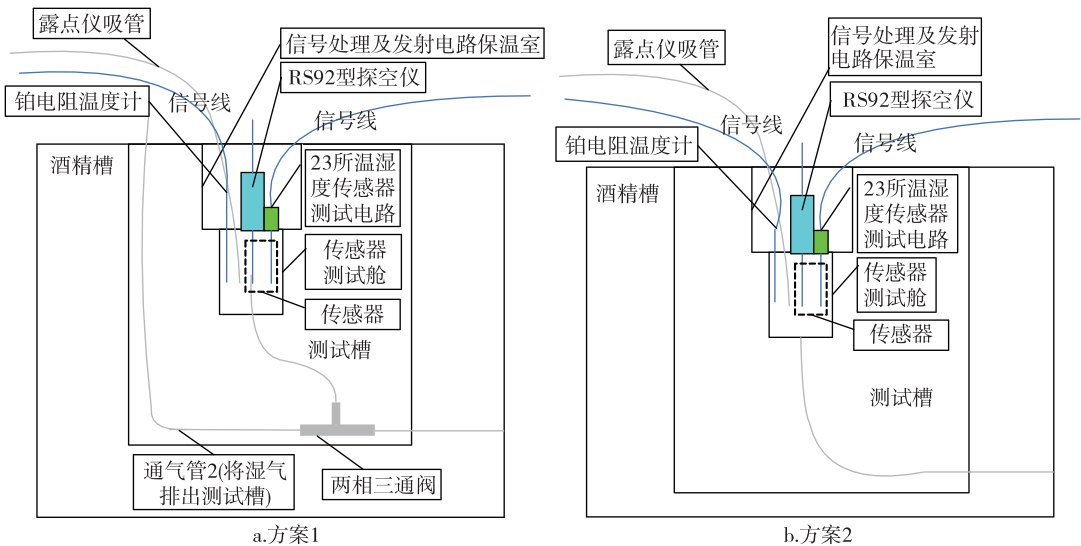 露点仪吸管
信号处理及发射电路保温室
RS92型探空仪
铂电阻温度计
信号线
信号线
酒精槽
23所温湿
度传感器
测试电路
传感器
测试舱
传感器
测试槽
通气管2(将湿气
排出测试槽)
两相三通阀
a.方案1
露点仪吸管
信号处理及发射
电路保温室
RS92型探空仪
信号线
信号线
铂电阻温度计
酒精槽
23所温湿
度传感器
测试电路
传感器
测试舱
传感器
测试槽
b.方案2